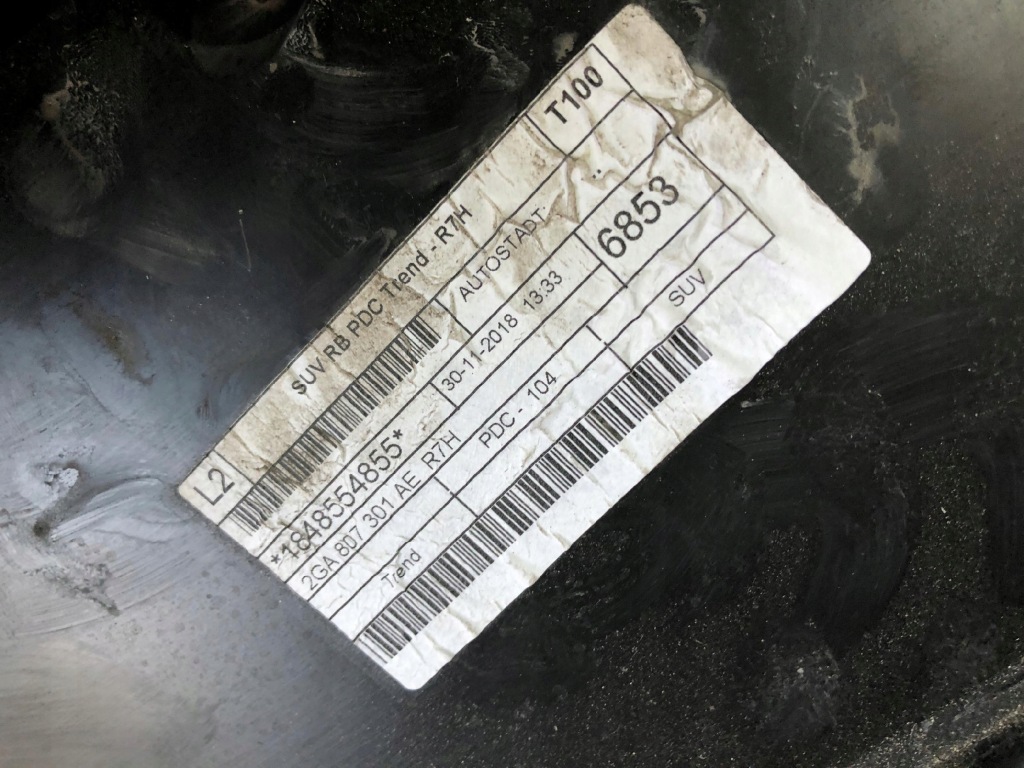 L2
SUV RB PDC Trend - R7H
T100
AUTOSTADT
*1848554855*
30-11-2018 13:33
6853
2GA 807 301 AE R7H
PDC - 104
SUV
Trend